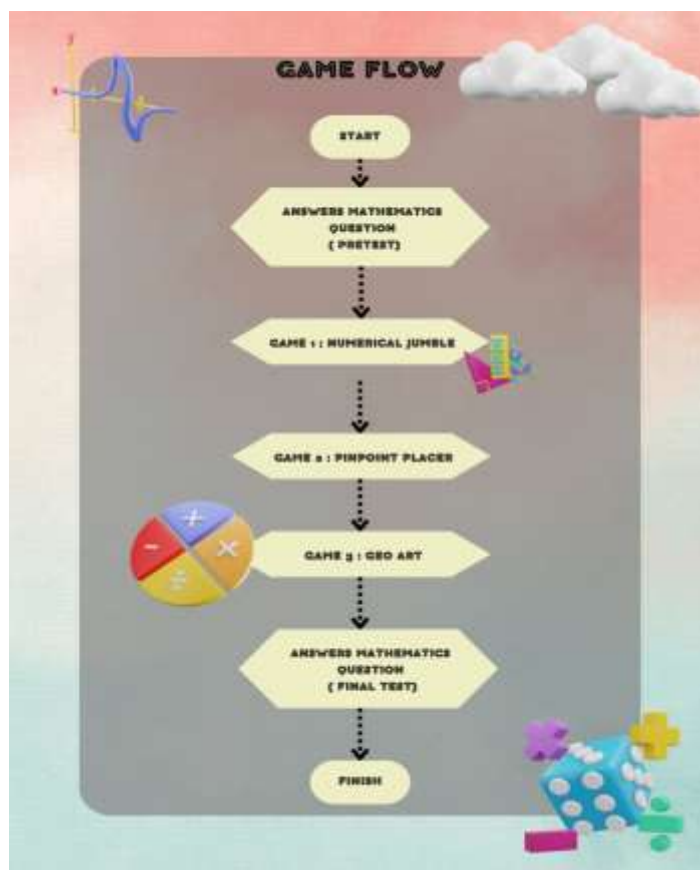 GAME FLOW
START
ANSWERS MATHEMATICS
QUESTION
( PRETEST)
GAME 1 : NUMERICAL JUMBLE
GAME 2 : PINPOINT PLACER
GAME 3 : GEO ART
ANSWERS MATHEMATICS
QUESTION
( FINAL TEST)
FINISH